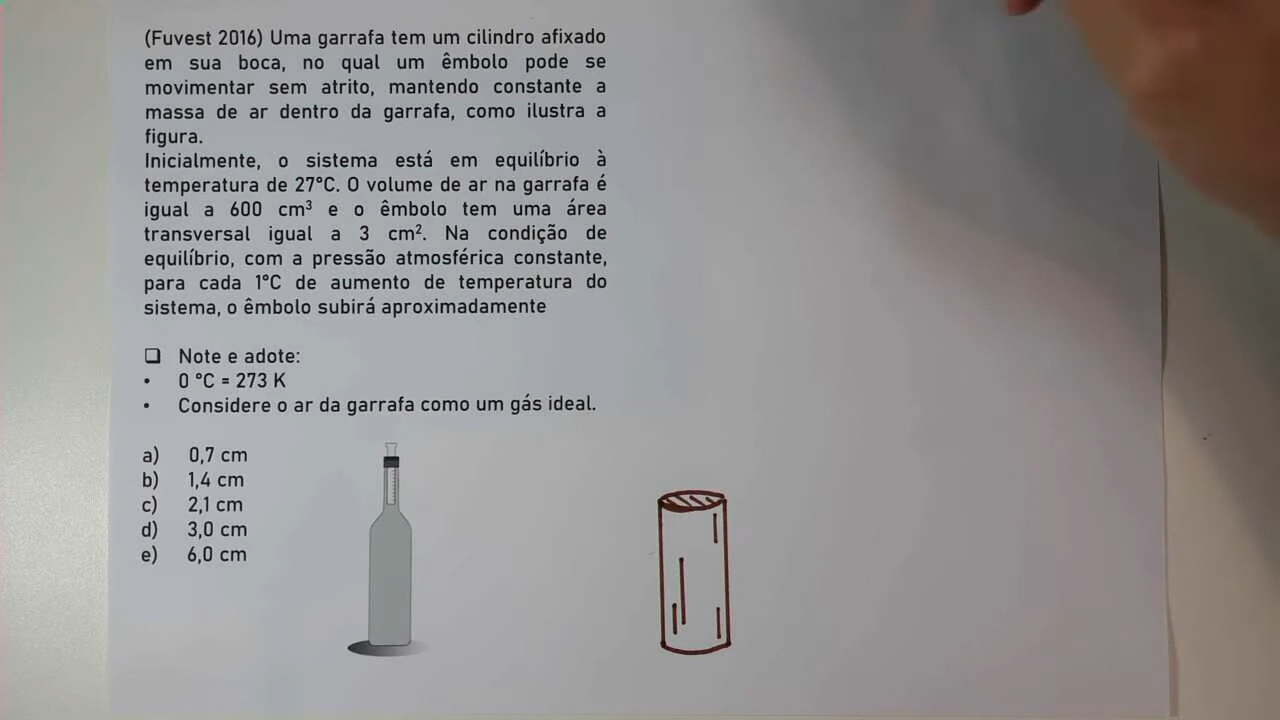 (Fuvest 2016) Uma garrafa tem um cilindro afixado
em sua boca, no qual um êmbolo pode se
movimentar sem atrito, mantendo constante a
massa de ar dentro da garrafa, como ilustra a
figura.
Inicialmente, o sistema está em equilíbrio à
temperatura de 27°C. O volume de ar na garrafa é
igual a 600 cm³ e o êmbolo tem uma área
transversal igual a 3 cm². Na condição de
equilíbrio, com a pressão atmosférica constante,
para cada 1°C de aumento de temperatura do
sistema, o êmbolo subirá aproximadamente
❑ Note e adote:
• 0 °C = 273 K
• Considere o ar da garrafa como um gás ideal.
a) 0,7 cm
b) 1,4 cm
c) 2,1 cm
d) 3,0 cm
e) 6,0 cm